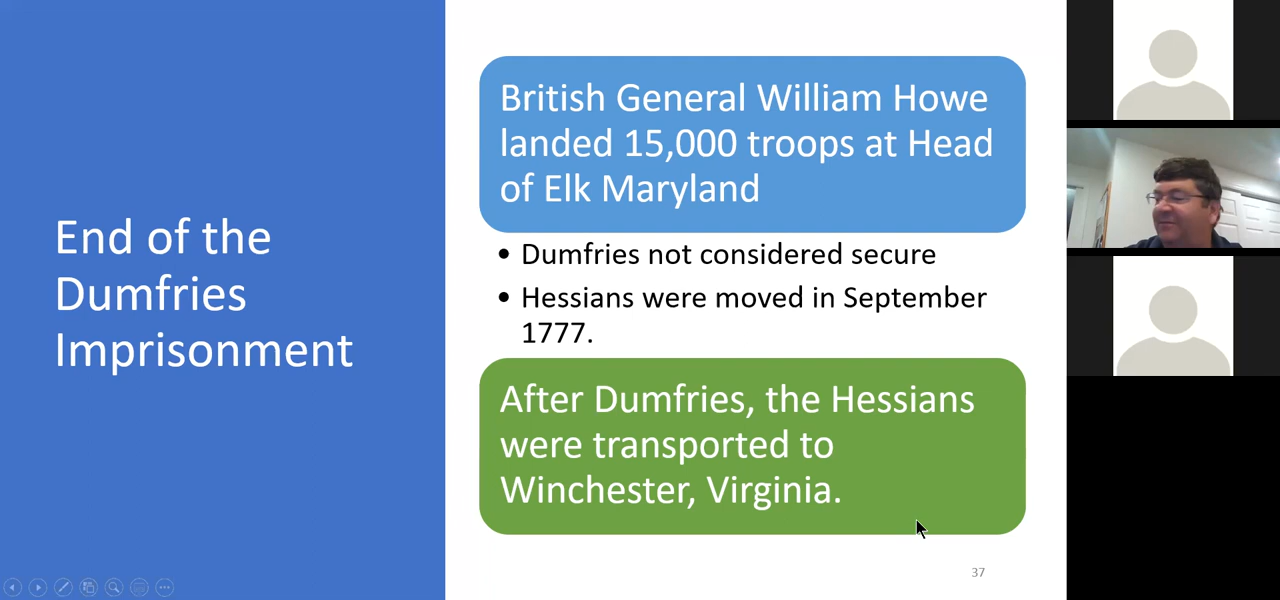 End of the
Dumfries
Imprisonment
British General William Howe
landed 15,000 troops at Head
of Elk Maryland
• Dumfries not considered secure
• Hessians were moved in September
1777.
After Dumfries, the Hessians
were transported to
Winchester, Virginia.
37